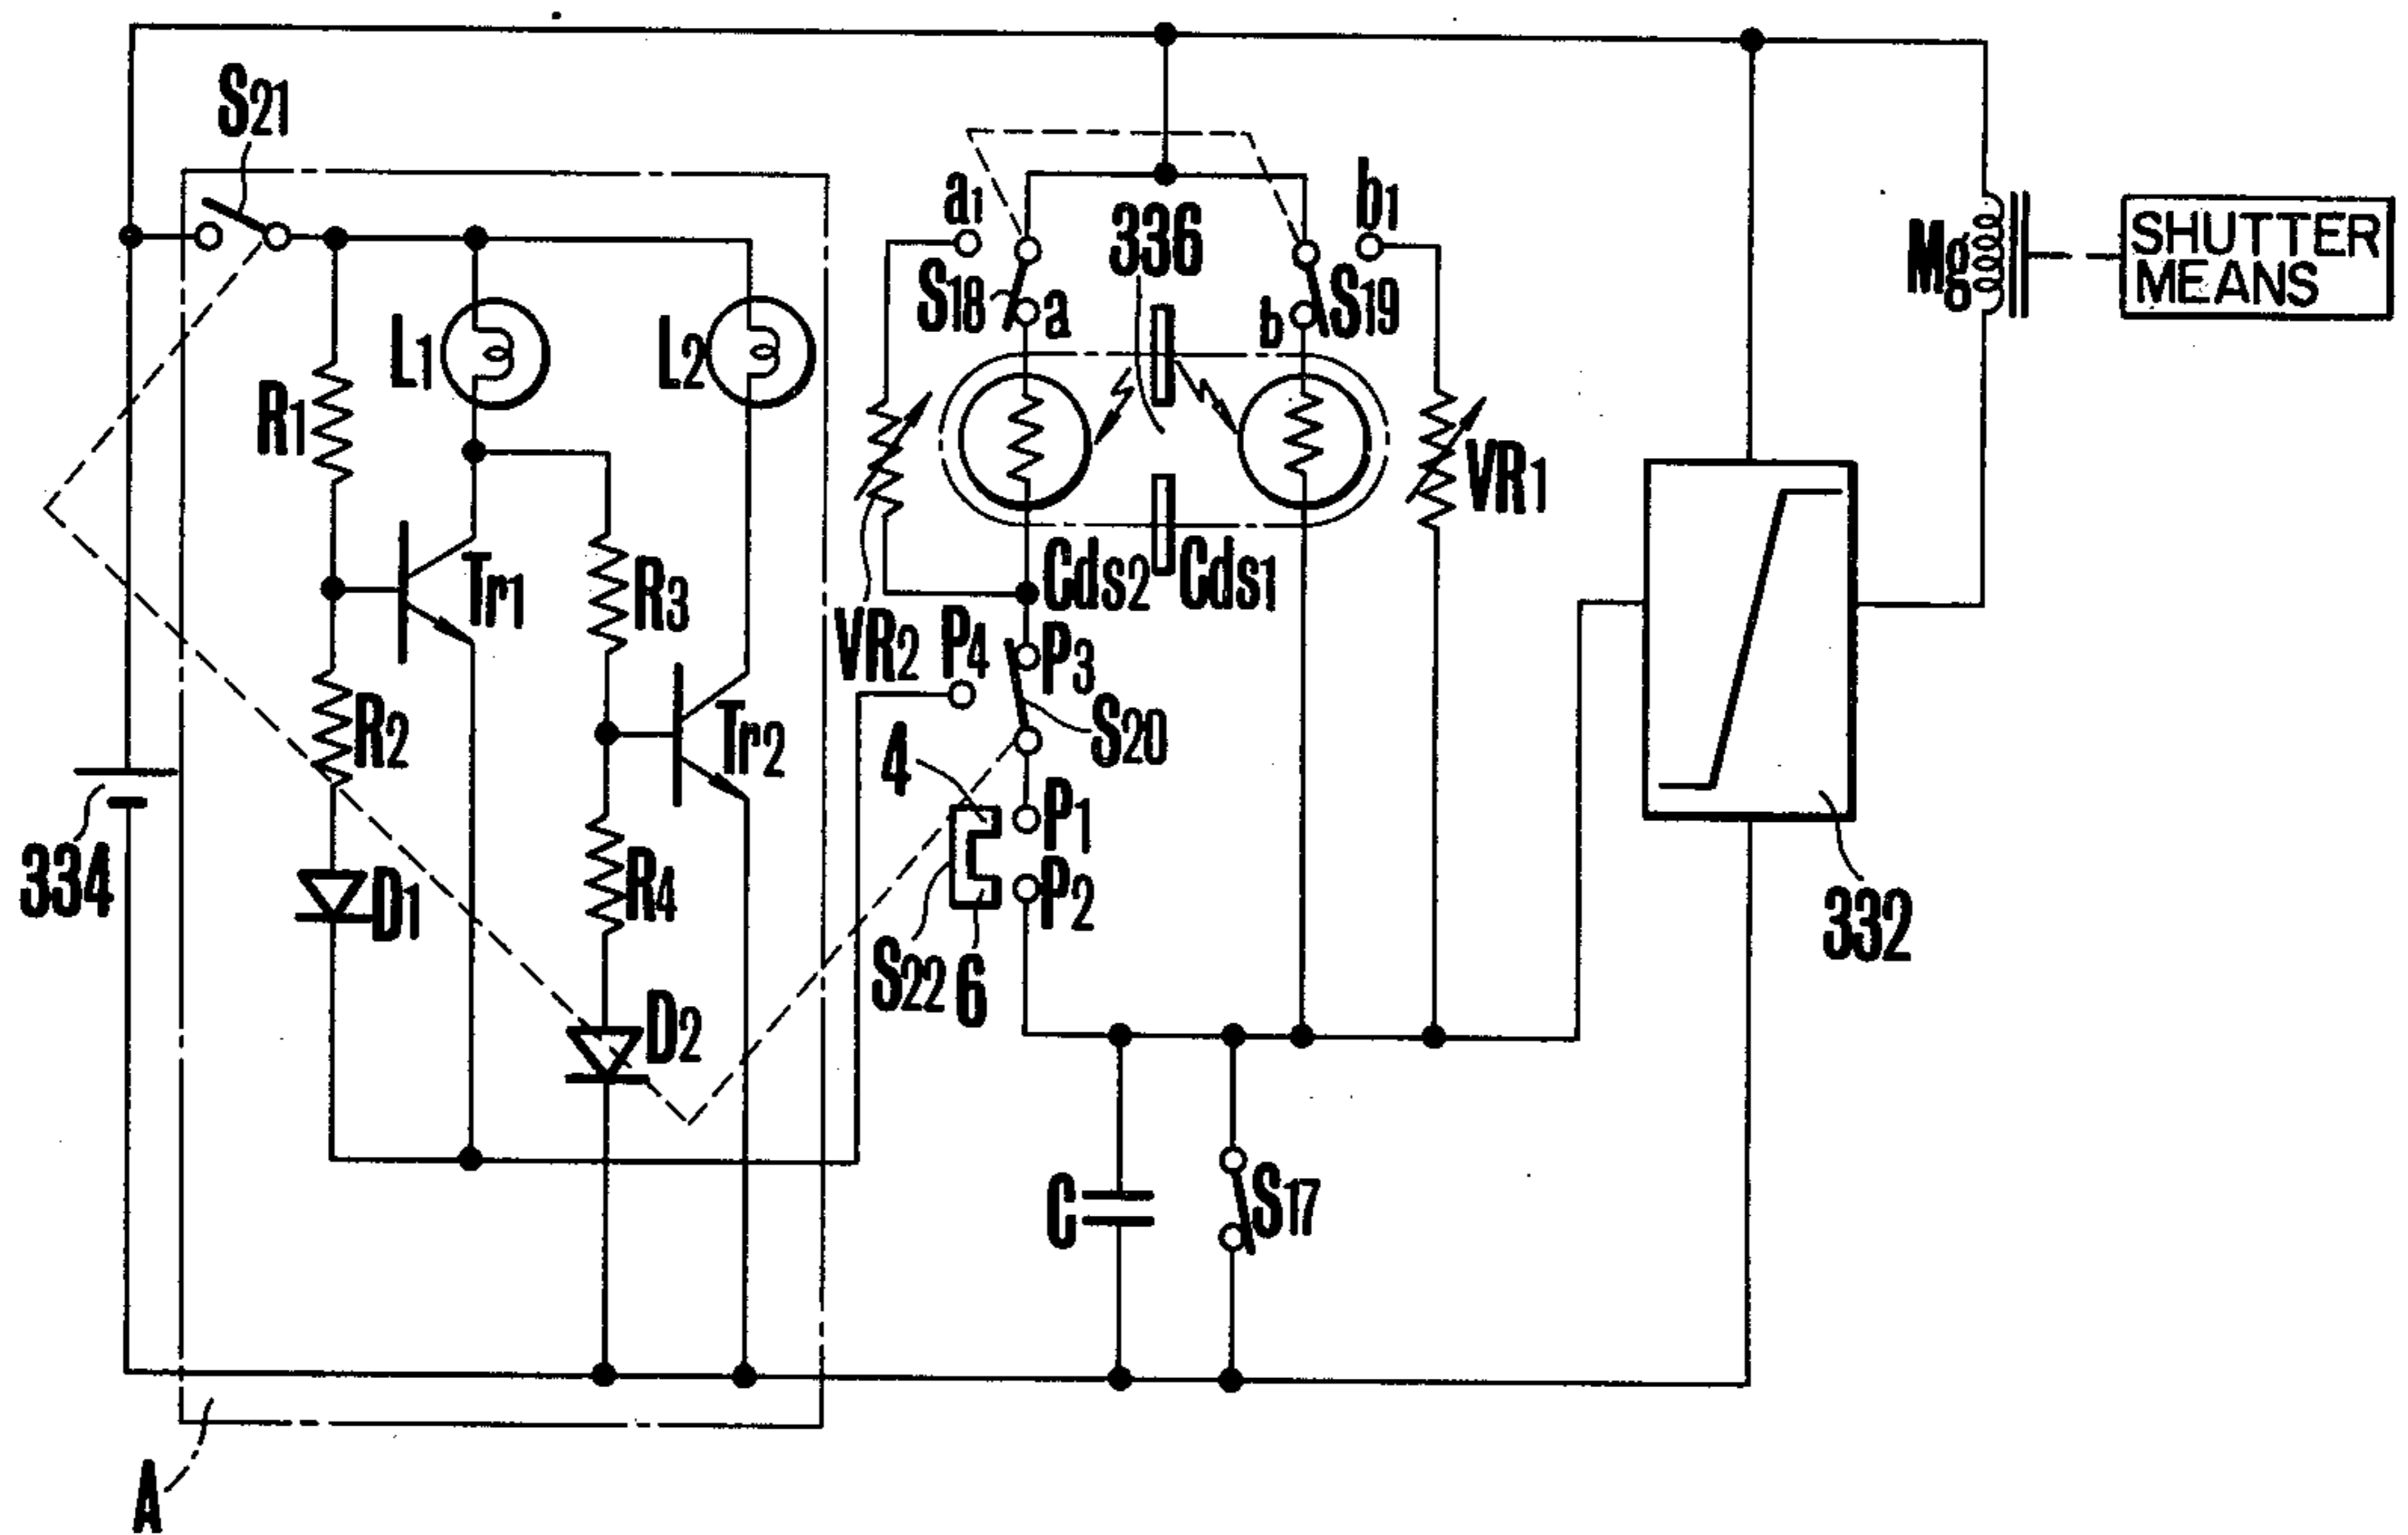 S21
a1
b1
336
S18
a
b
S19
Mg
SHUTTER
MEANS
L1
L2
R1
VR1
Tr1
R3
Cds2
Cds1
VR2
P4
P3
R2
Tr2
4
S20
P1
334
D1
R4
P2
332
S22
6
D2
C
S17
A